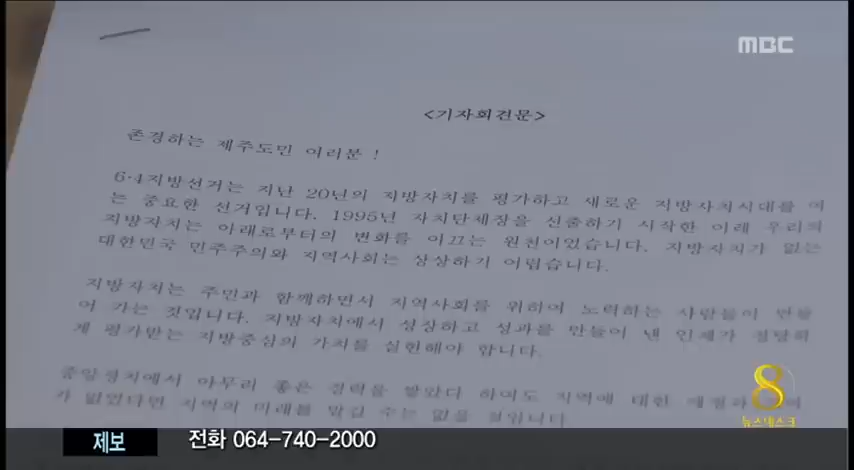 MBC
<기자회견문>
존경하는 제주도민 여러분 !
6·4지방선거는 지난 20년의 지방자치를 평가하고 새로운 지방자치시대를 여
는 중요한 선거입니다. 1995년 자치단체장을 선출하기 시작한 이래 우리의
지방자치는 아래로부터의 변화를 이끄는 원천이었습니다. 지방자치가 없는
대한민국 민주주의와 지역사회는 상상하기 어렵습니다.
지방자치는 주민과 함께하면서 지역사회를 위하여 노력하는 사람들이 만들
어 가는 것입니다. 지방자치에서 성장하고 성과를 만들어 낸 인재가 정당하
게 평가받는 지방중심의 가치를 실현해야 합니다.
중앙정치에서 아무리 좋은 경력을 쌓았다 하여도 지역에 대한
가 없었다면 지역의 미래를 맡길 수는 없을 것입니다
8
뉴스데스크
제보 전화 064-740-2000